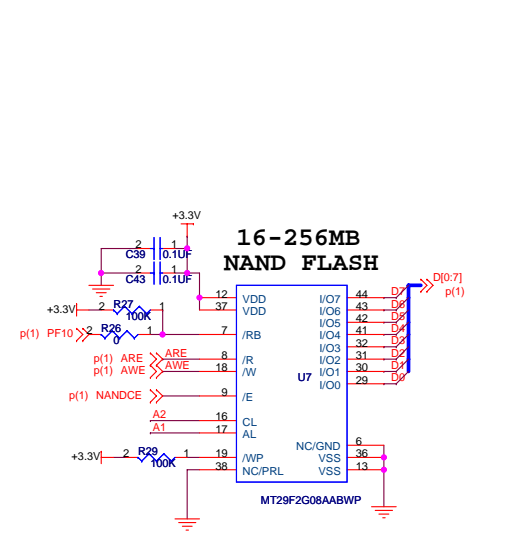 +3.3V
16-256MB
NAND FLASH
2 1
C39 0.1UF
2 1
C43 0.1UF
D[0:7]
p(1)
12 VDD I/O7 44 D7
37 VDD I/O6 43 D6
I/O5 42 D5
+3.3V 2 R27 1
100K
p(1) PF10 2 R26 1 7 /RB I/O4 41 D4
0
I/O3 32 D3
p(1) ARE ARE 8 /R I/O2 31 D2
p(1) AWE AWE 18 /W I/O1 30 D1
U7 I/O0 29 D0
p(1) NANDCE 9 /E
A2 16 CL
A1 17 AL
NC/GND 6
+3.3V 2 R29 1 19 /WP VSS 36
100K
38 NC/PRL VSS 13
MT29F2G08AABWP